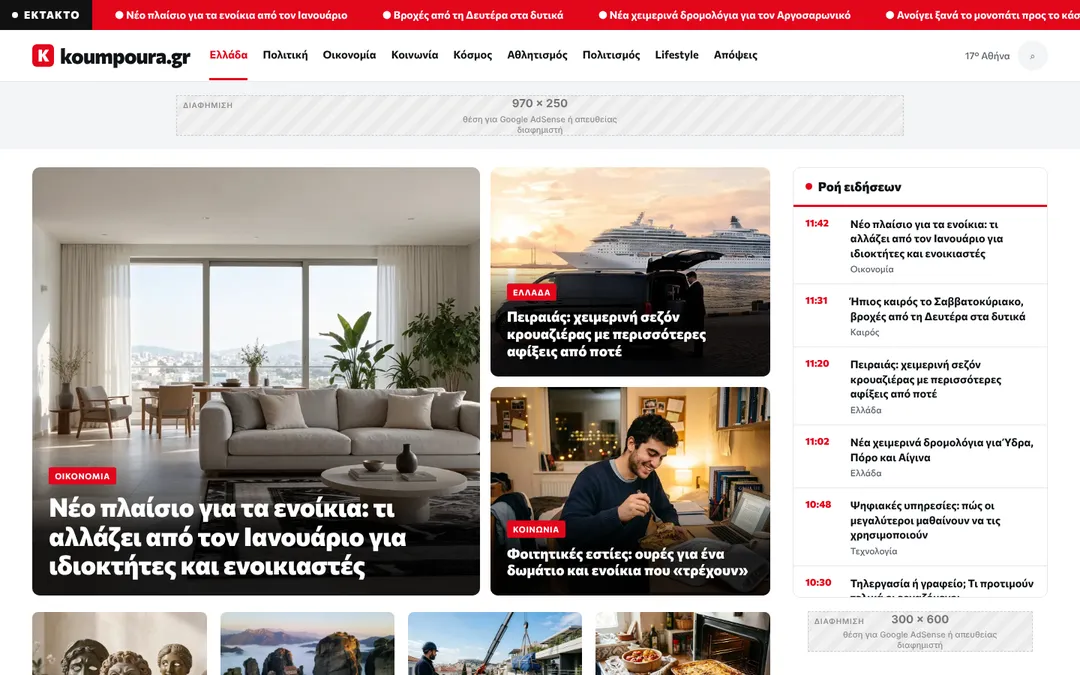 ΕΚΤΑΚΤΟ
Νέο πλαίσιο για τα ενοίκια από τον Ιανουάριο
Βροχές από τη Δευτέρα στα δυτικά
Νέα χειμερινά δρομολόγια για τον Αργοσαρωνικό
Ανοίγει ξανά το μονοπάτι προς το κάσ
K koumpoura.gr
Ελλάδα Πολιτική Οικονομία Κοινωνία Κόσμος Αθλητισμός Πολιτισμός Lifestyle Απόψεις
17° Αθήνα
ΔΙΑΦΗΜΙΣΗ
970 × 250
θέση για Google AdSense ή απευθείας
διαφημιστή
ΟΙΚΟΝΟΜΙΑ
Νέο πλαίσιο για τα ενοίκια: τι
αλλάζει από τον Ιανουάριο για
ιδιοκτήτες και ενοικιαστές
ΕΛΛΑΔΑ
Πειραιάς: χειμερινή σεζόν
κρουαζιέρας με περισσότερες
αφίξεις από ποτέ
ΚΟΙΝΩΝΙΑ
Φοιτητικές εστίες: ουρές για ένα
δωμάτιο και ενοίκια που «τρέχουν»
Ροή ειδήσεων
11:42
Νέο πλαίσιο για τα ενοίκια: τι
αλλάζει από τον Ιανουάριο για
ιδιοκτήτες και ενοικιαστές
Οικονομία
11:31
Ήπιος καιρός το Σαββατοκύριακο,
βροχές από τη Δευτέρα στα δυτικά
Καιρός
11:20
Πειραιάς: χειμερινή σεζόν
κρουαζιέρας με περισσότερες
αφίξεις από ποτέ
Ελλάδα
11:02
Νέα χειμερινά δρομολόγια για Ύδρα,
Πόρο και Αίγινα
Ελλάδα
10:48
Ψηφιακές υπηρεσίες: πώς οι
μεγαλύτεροι μαθαίνουν να τις
χρησιμοποιούν
Τεχνολογία
10:30
Τηλεργασία ή γραφείο; Τι προτιμούν
ΔΙΑΦΗΜΙΣΗ
300 × 600
θέση για Google AdSense ή απευθείας
διαφημιστή